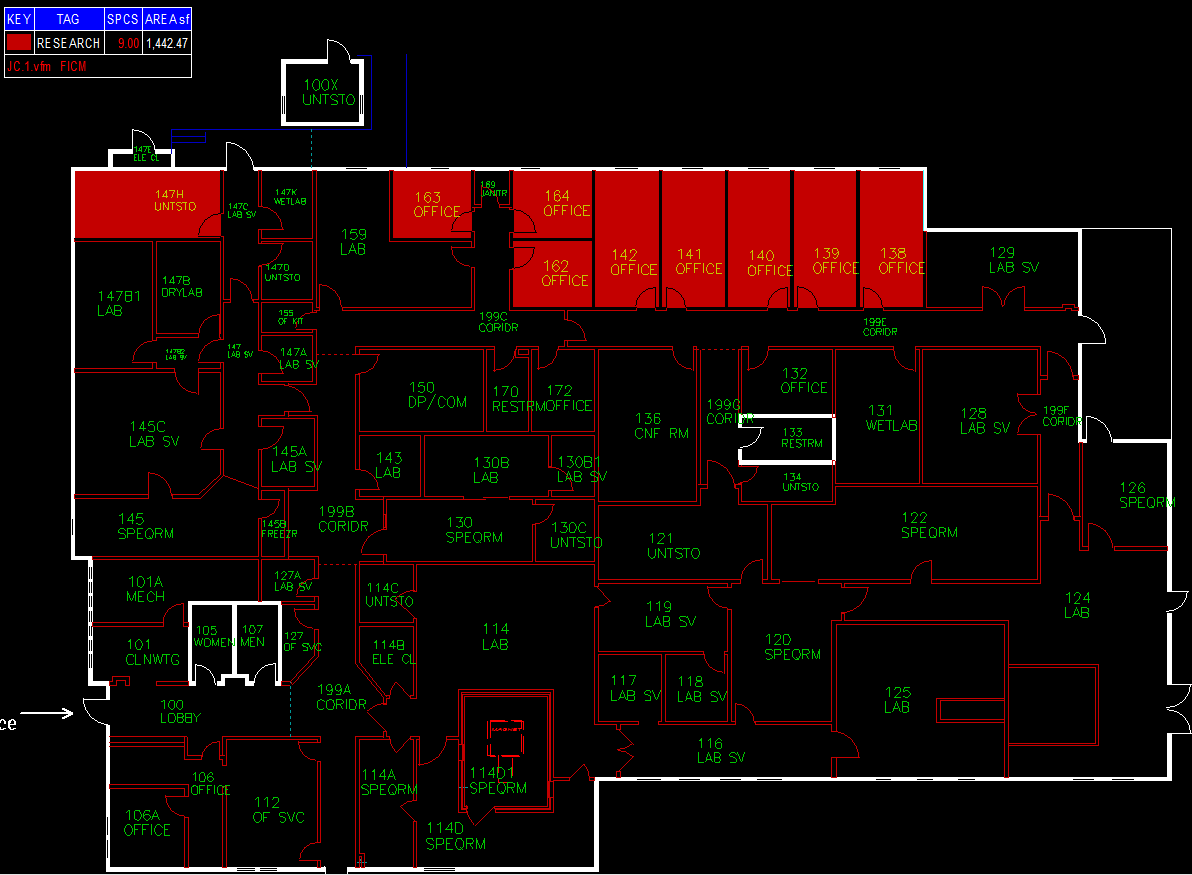 KEY TAG SPCS AREA sf
RESEARCH 9.00 1,442.47
JC.1.vfm FICM
100X
UNTSTO
147E
ELE CL
147H
UNTSTO
147C
LAB SV
147K
WETLAB
163
OFFICE
169
JANITR
164
OFFICE
159
LAB
142
OFFICE
141
OFFICE
140
OFFICE
139
OFFICE
138
OFFICE
129
LAB SV
162
OFFICE
147D
UNTSTO
147B
DRYLAB
147B1
LAB
155
OF KIT
199C
CORIDR
199E
CORIDR
147B2
LAB SV
147
LAB SV
147A
LAB SV
150
DP/COM
170
RESTRM
172
OFFICE
132
OFFICE
136
CNF RM
199G
CORIDR
131
WETLAB
128
LAB SV
199F
CORIDR
145C
LAB SV
133
RESTRM
145A
LAB SV
143
LAB
130B
LAB
130B1
LAB SV
134
UNTSTO
126
SPEQRM
145
SPEQRM
145B
FREEZR
199B
CORIDR
130
SPEQRM
130C
UNTSTO
121
UNTSTO
122
SPEQRM
101A
MECH
127A
LAB SV
114C
UNTSTO
119
LAB SV
124
LAB
105
WOMEN
107
MEN
127
OF SVC
114
LAB
101
CLNWTG
114B
ELE CL
120
SPEQRM
117
LAB SV
118
LAB SV
125
LAB
199A
CORIDR
100
LOBBY
ce
116
LAB SV
106
OFFICE
114A
SPEQRM
114D1
SPEQRM
112
OF SVC
106A
OFFICE
114D
SPEQRM